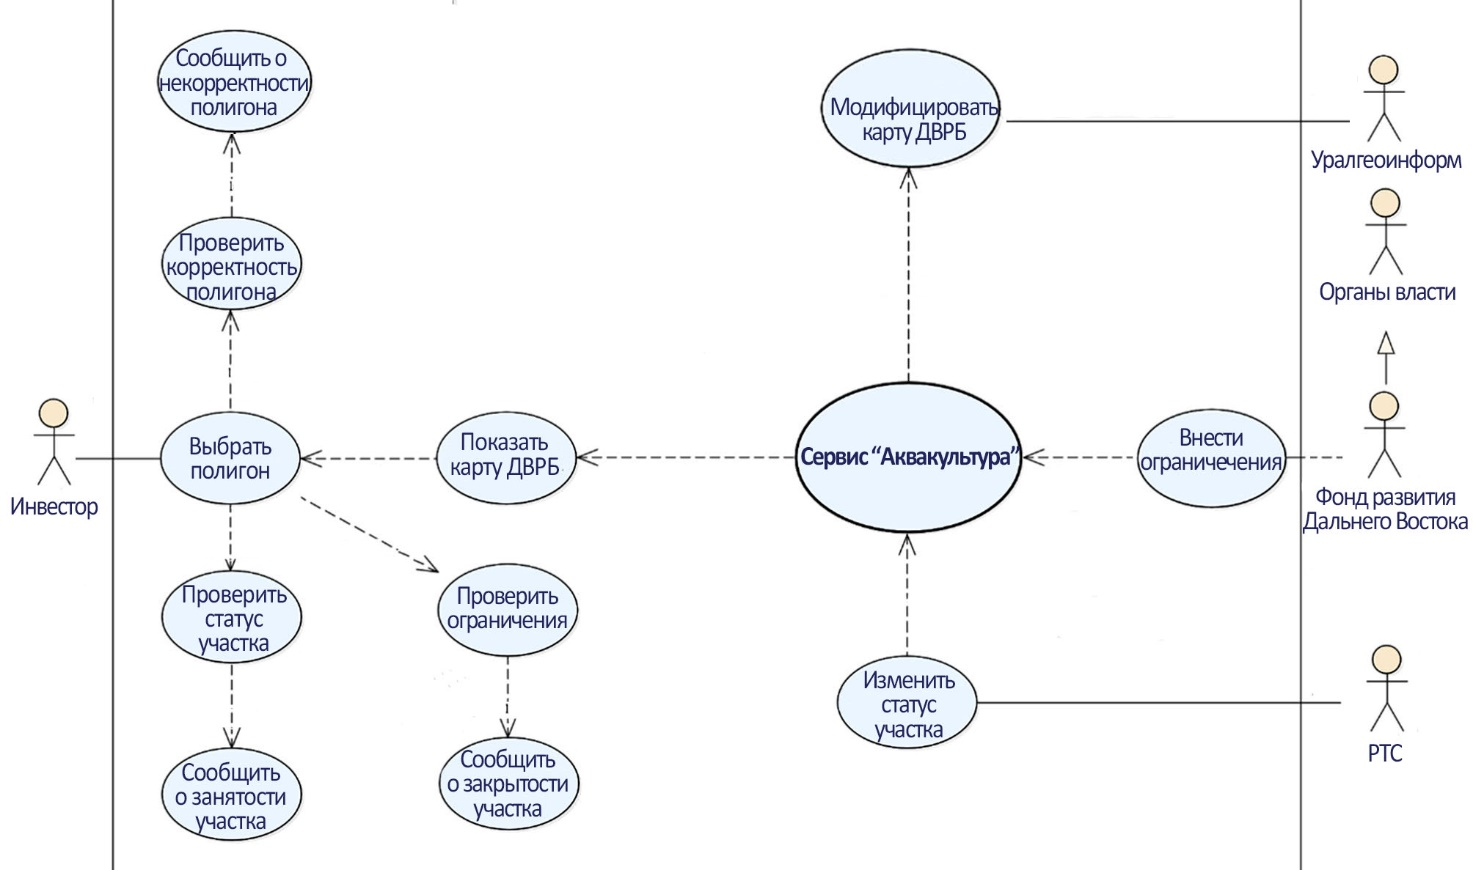 Сообщить о
некорректности
полигона
Проверить
корректность
полигона
Инвестор
Выбрать
полигон
Показать
карту ДВРБ
Проверить
статус
участка
Проверить
ограничения
Сообщить
о занятости
участка
Сообщить
о закрытости
участка
Модифицировать
карту ДВРБ
Сервис “Аквакультура”
Внести
ограничечения
Изменить
статус
участка
Уралгеоинформ
Органы власти
Фонд развития
Дальнего Востока
РТС